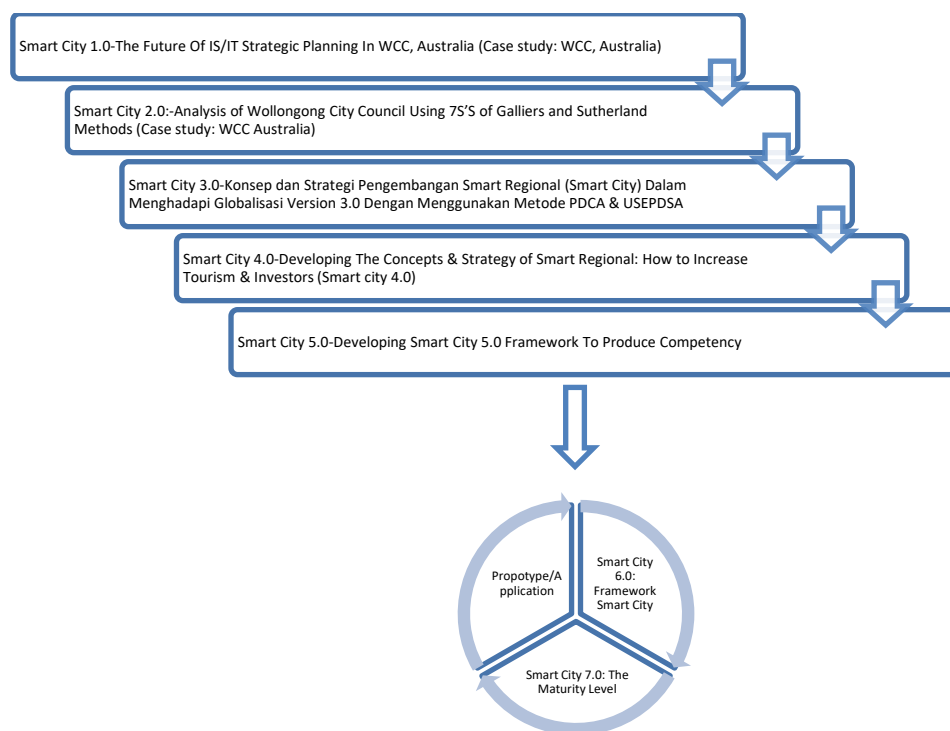 Smart City 1.0-The Future Of IS/IT Strategic Planning In WCC, Australia (Case study: WCC, Australia)
Smart City 2.0:-Analysis of Wollongong City Council Using 7S'S of Galliers and Sutherland
Methods (Case study: WCC Australia)
Smart City 3.0-Konsep dan Strategi Pengembangan Smart Regional (Smart City) Dalam
Menghadapi Globalisasi Version 3.0 Dengan Menggunakan Metode PDCA & USEPDSA
Smart City 4.0-Developing The Concepts & Strategy of Smart Regional: How to Increase
Tourism & Investors (Smart city 4.0)
Smart City 5.0-Developing Smart City 5.0 Framework To Produce Competency
Propotype/A
pplication
Smart City
6.0:
Framework
Smart City
Smart City 7.0: The
Maturity Level